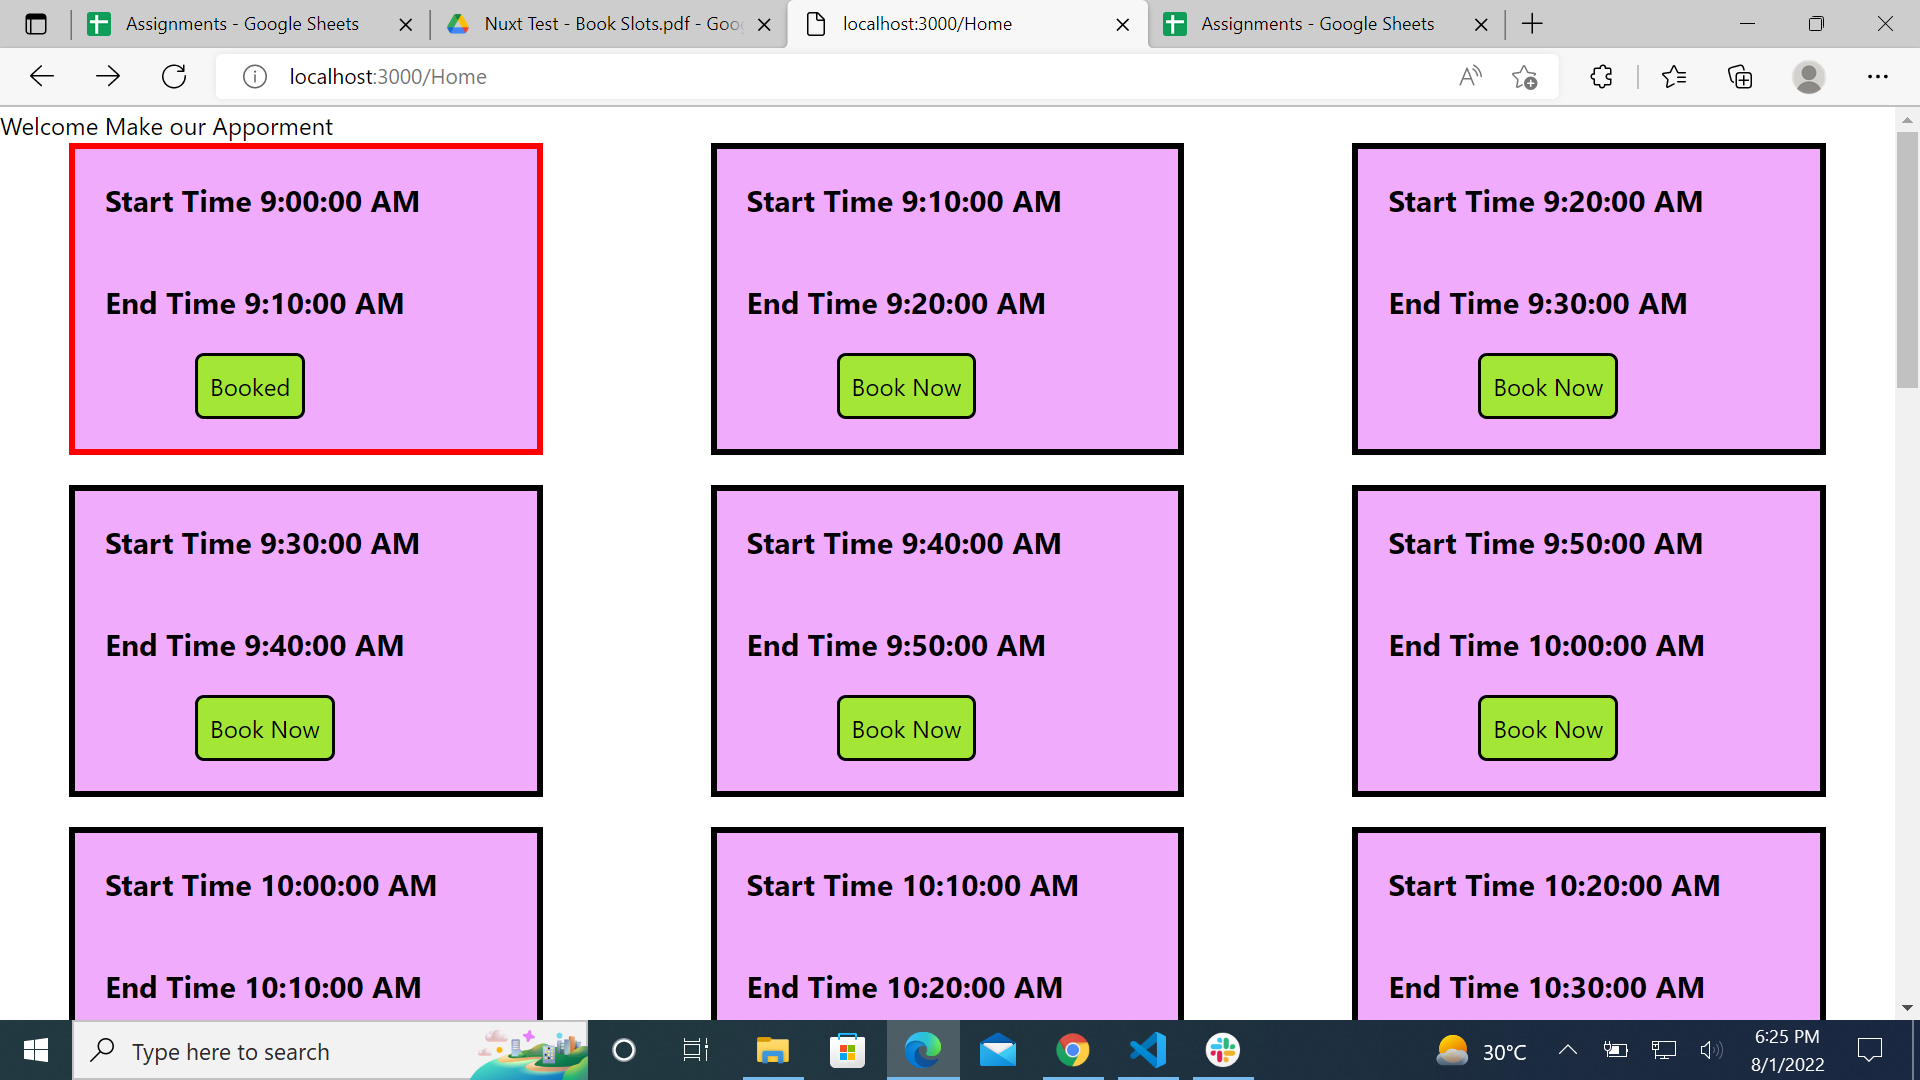 Assignments - Google Sheets
Nuxt Test - Book Slots.pdf - Goo
localhost:3000/Home
Assignments - Google Sheets
localhost:3000/Home
Welcome Make our Apporment
Start Time 9:00:00 AM
End Time 9:10:00 AM
Booked
Start Time 9:10:00 AM
End Time 9:20:00 AM
Book Now
Start Time 9:20:00 AM
End Time 9:30:00 AM
Book Now
Start Time 9:30:00 AM
End Time 9:40:00 AM
Book Now
Start Time 9:40:00 AM
End Time 9:50:00 AM
Book Now
Start Time 9:50:00 AM
End Time 10:00:00 AM
Book Now
Start Time 10:00:00 AM
End Time 10:10:00 AM
Start Time 10:10:00 AM
End Time 10:20:00 AM
Start Time 10:20:00 AM
End Time 10:30:00 AM
Type here to search
30°C
6:25 PM
8/1/2022